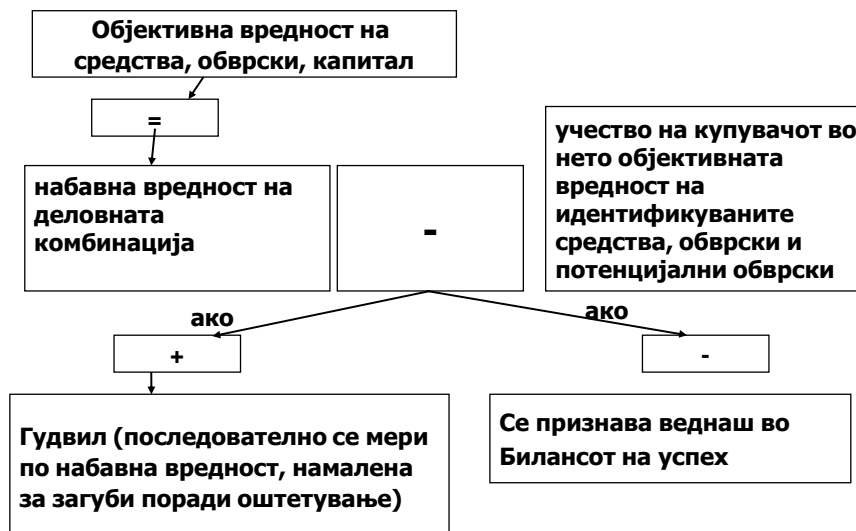 Објективна вредност на
средства, обврски, капитал
=
учество на купувачот во
нето објективната
вредност на
идентификуваните
средства, обврски и
потенцијални обврски
набавна вредност на
деловната
комбинација
-
ако
ако
+
-
Гудвил (последователно се мери
по набавна вредност, намалена
за загуби поради оштетување)
Се признава веднаш во
Билансот на успех